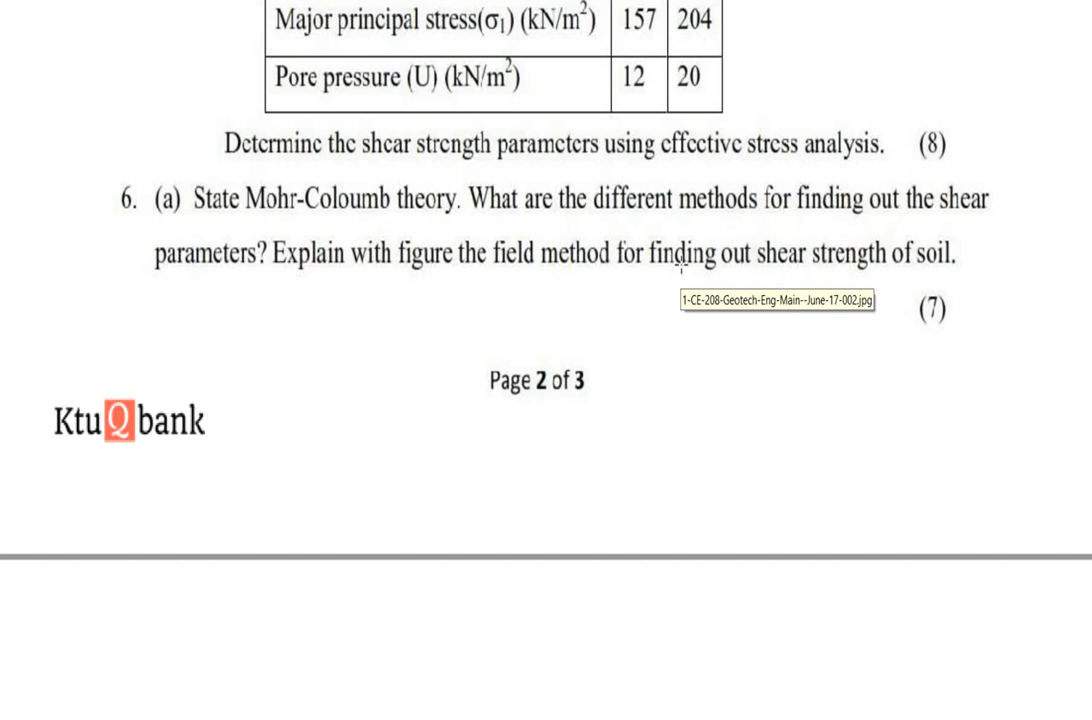 Major principal stress(σ₁) (kN/m²) 157 204
Pore pressure (U) (kN/m²) 12 20
Determine the shear strength parameters using effective stress analysis. (8)
6. (a) State Mohr-Coloumb theory. What are the different methods for finding out the shear
parameters? Explain with figure the field method for finding out shear strength of soil.
1-CE-208-Geotech-Eng-Main--June-17-002.jpg
(7)
Page 2 of 3
KtuQbank